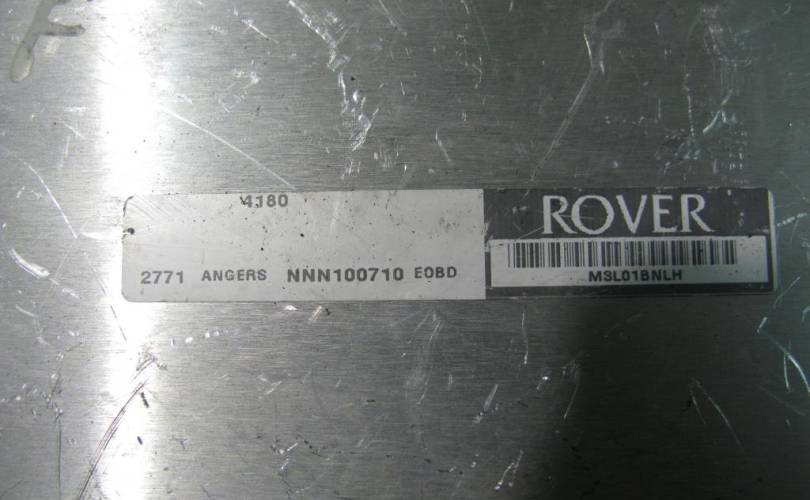 4180
2771 ANGERS NNN100710 EOBD
ROVER
M3L01BNLH